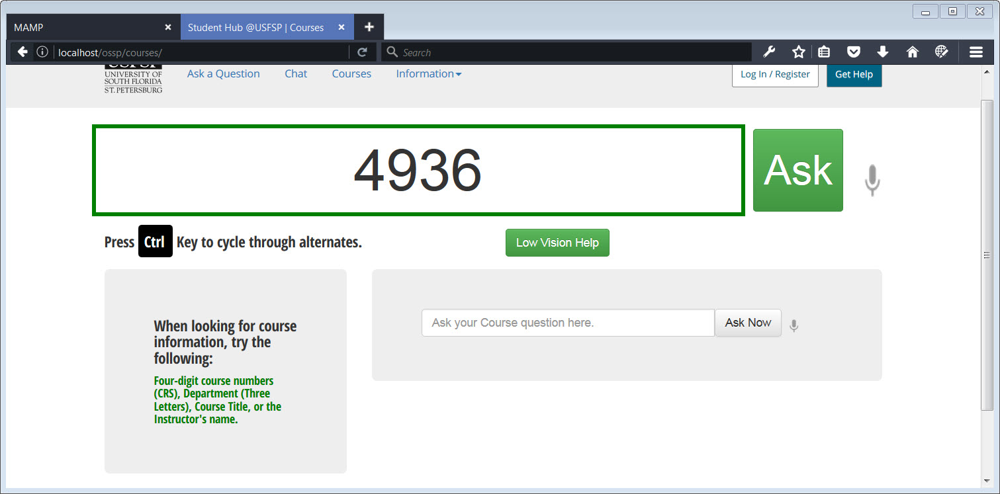 MAMP
Student Hub @USFSP | Courses
localhost/ossp/courses/
Search
USFSP
UNIVERSITY OF
SOUTH FLORIDA
ST. PETERSBURG
Ask a Question
Chat
Courses
Information
Log In / Register
Get Help
4936
Ask
Press Ctrl Key to cycle through alternates.
Low Vision Help
When looking for course
information, try the
following:
Four-digit course numbers
(CRS), Department (Three
Letters), Course Title, or the
Instructor's name.
Ask your Course question here.
Ask Now